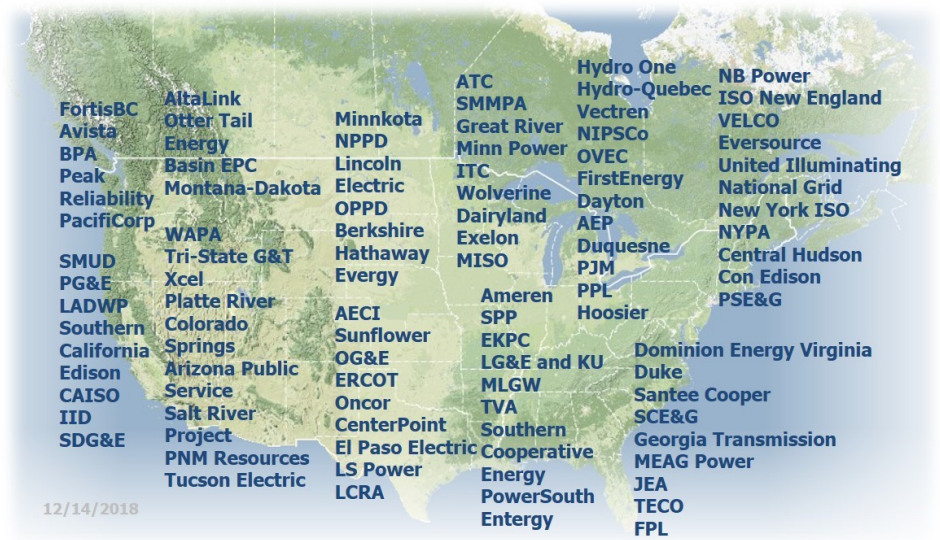 FortisBC
Avista
BPA
Peak
Reliability
PacifiCorp
SMUD
PG&E
LADWP
Southern
California
Edison
CAISO
IID
SDG&E
AltaLink
Otter Tail
Energy
Basin EPC
Montana-Dakota
WAPA
Tri-State G&T
Xcel
Platte River
Colorado
Springs
Arizona Public
Service
Salt River
Project
PNM Resources
Tucson Electric
Minnkota
NPPD
Lincoln
Electric
OPPD
Berkshire
Hathaway
Evergy
AECI
Sunflower
OG&E
ERCOT
Oncor
CenterPoint
El Paso Electric
LS Power
LCRA
ATC
SMMPA
Great River
Minn Power
ITC
Wolverine
Dairyland
Exelon
MISO
Ameren
SPP
EKPC
LG&E and KU
MLGW
TVA
Southern
Cooperative
Energy
PowerSouth
Entergy
Hydro One
Hydro-Quebec
Vectren
NIPSCo
OVEC
FirstEnergy
Dayton
AEP
Duquesne
PJM
PPL
Hoosier
NB Power
ISO New England
VELCO
Eversource
United Illuminating
National Grid
New York ISO
NYPA
Central Hudson
Con Edison
PSE&G
Dominion Energy Virginia
Duke
Santee Cooper
SCE&G
Georgia Transmission
MEAG Power
JEA
TECO
FPL
12/14/2018